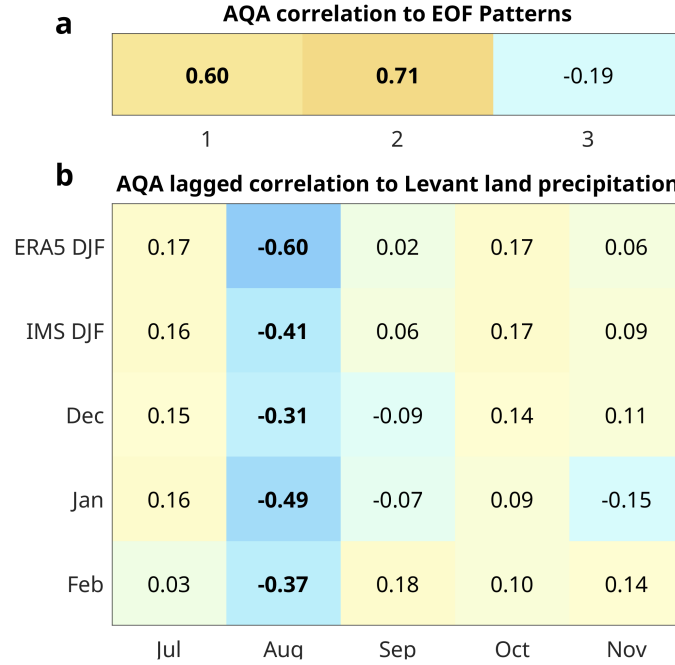 a
AQA correlation to EOF Patterns
0.60 0.71 -0.19
1 2 3
b
AQA lagged correlation to Levant land precipitation
ERA5 DJF 0.17 -0.60 0.02 0.17 0.06
IMS DJF 0.16 -0.41 0.06 0.17 0.09
Dec 0.15 -0.31 -0.09 0.14 0.11
Jan 0.16 -0.49 -0.07 0.09 -0.15
Feb 0.03 -0.37 0.18 0.10 0.14
Jul Aug Sep Oct Nov